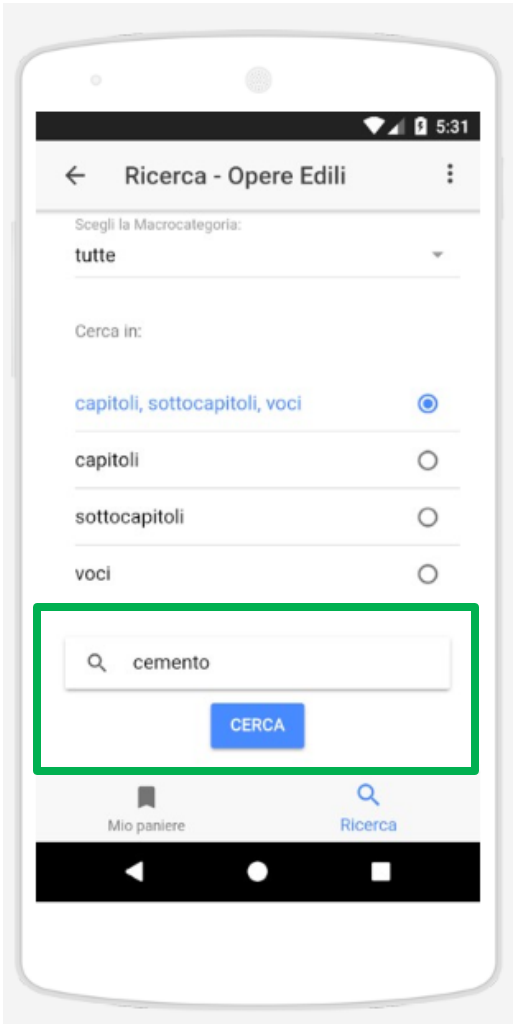 5:31
Ricerca - Opere Edili
Scegli la Macrocategoria:
tutte
Cerca in:
capitoli, sottocapitoli, voci
capitoli
sottocapitoli
voci
cemento
CERCA
Mio paniere
Ricerca